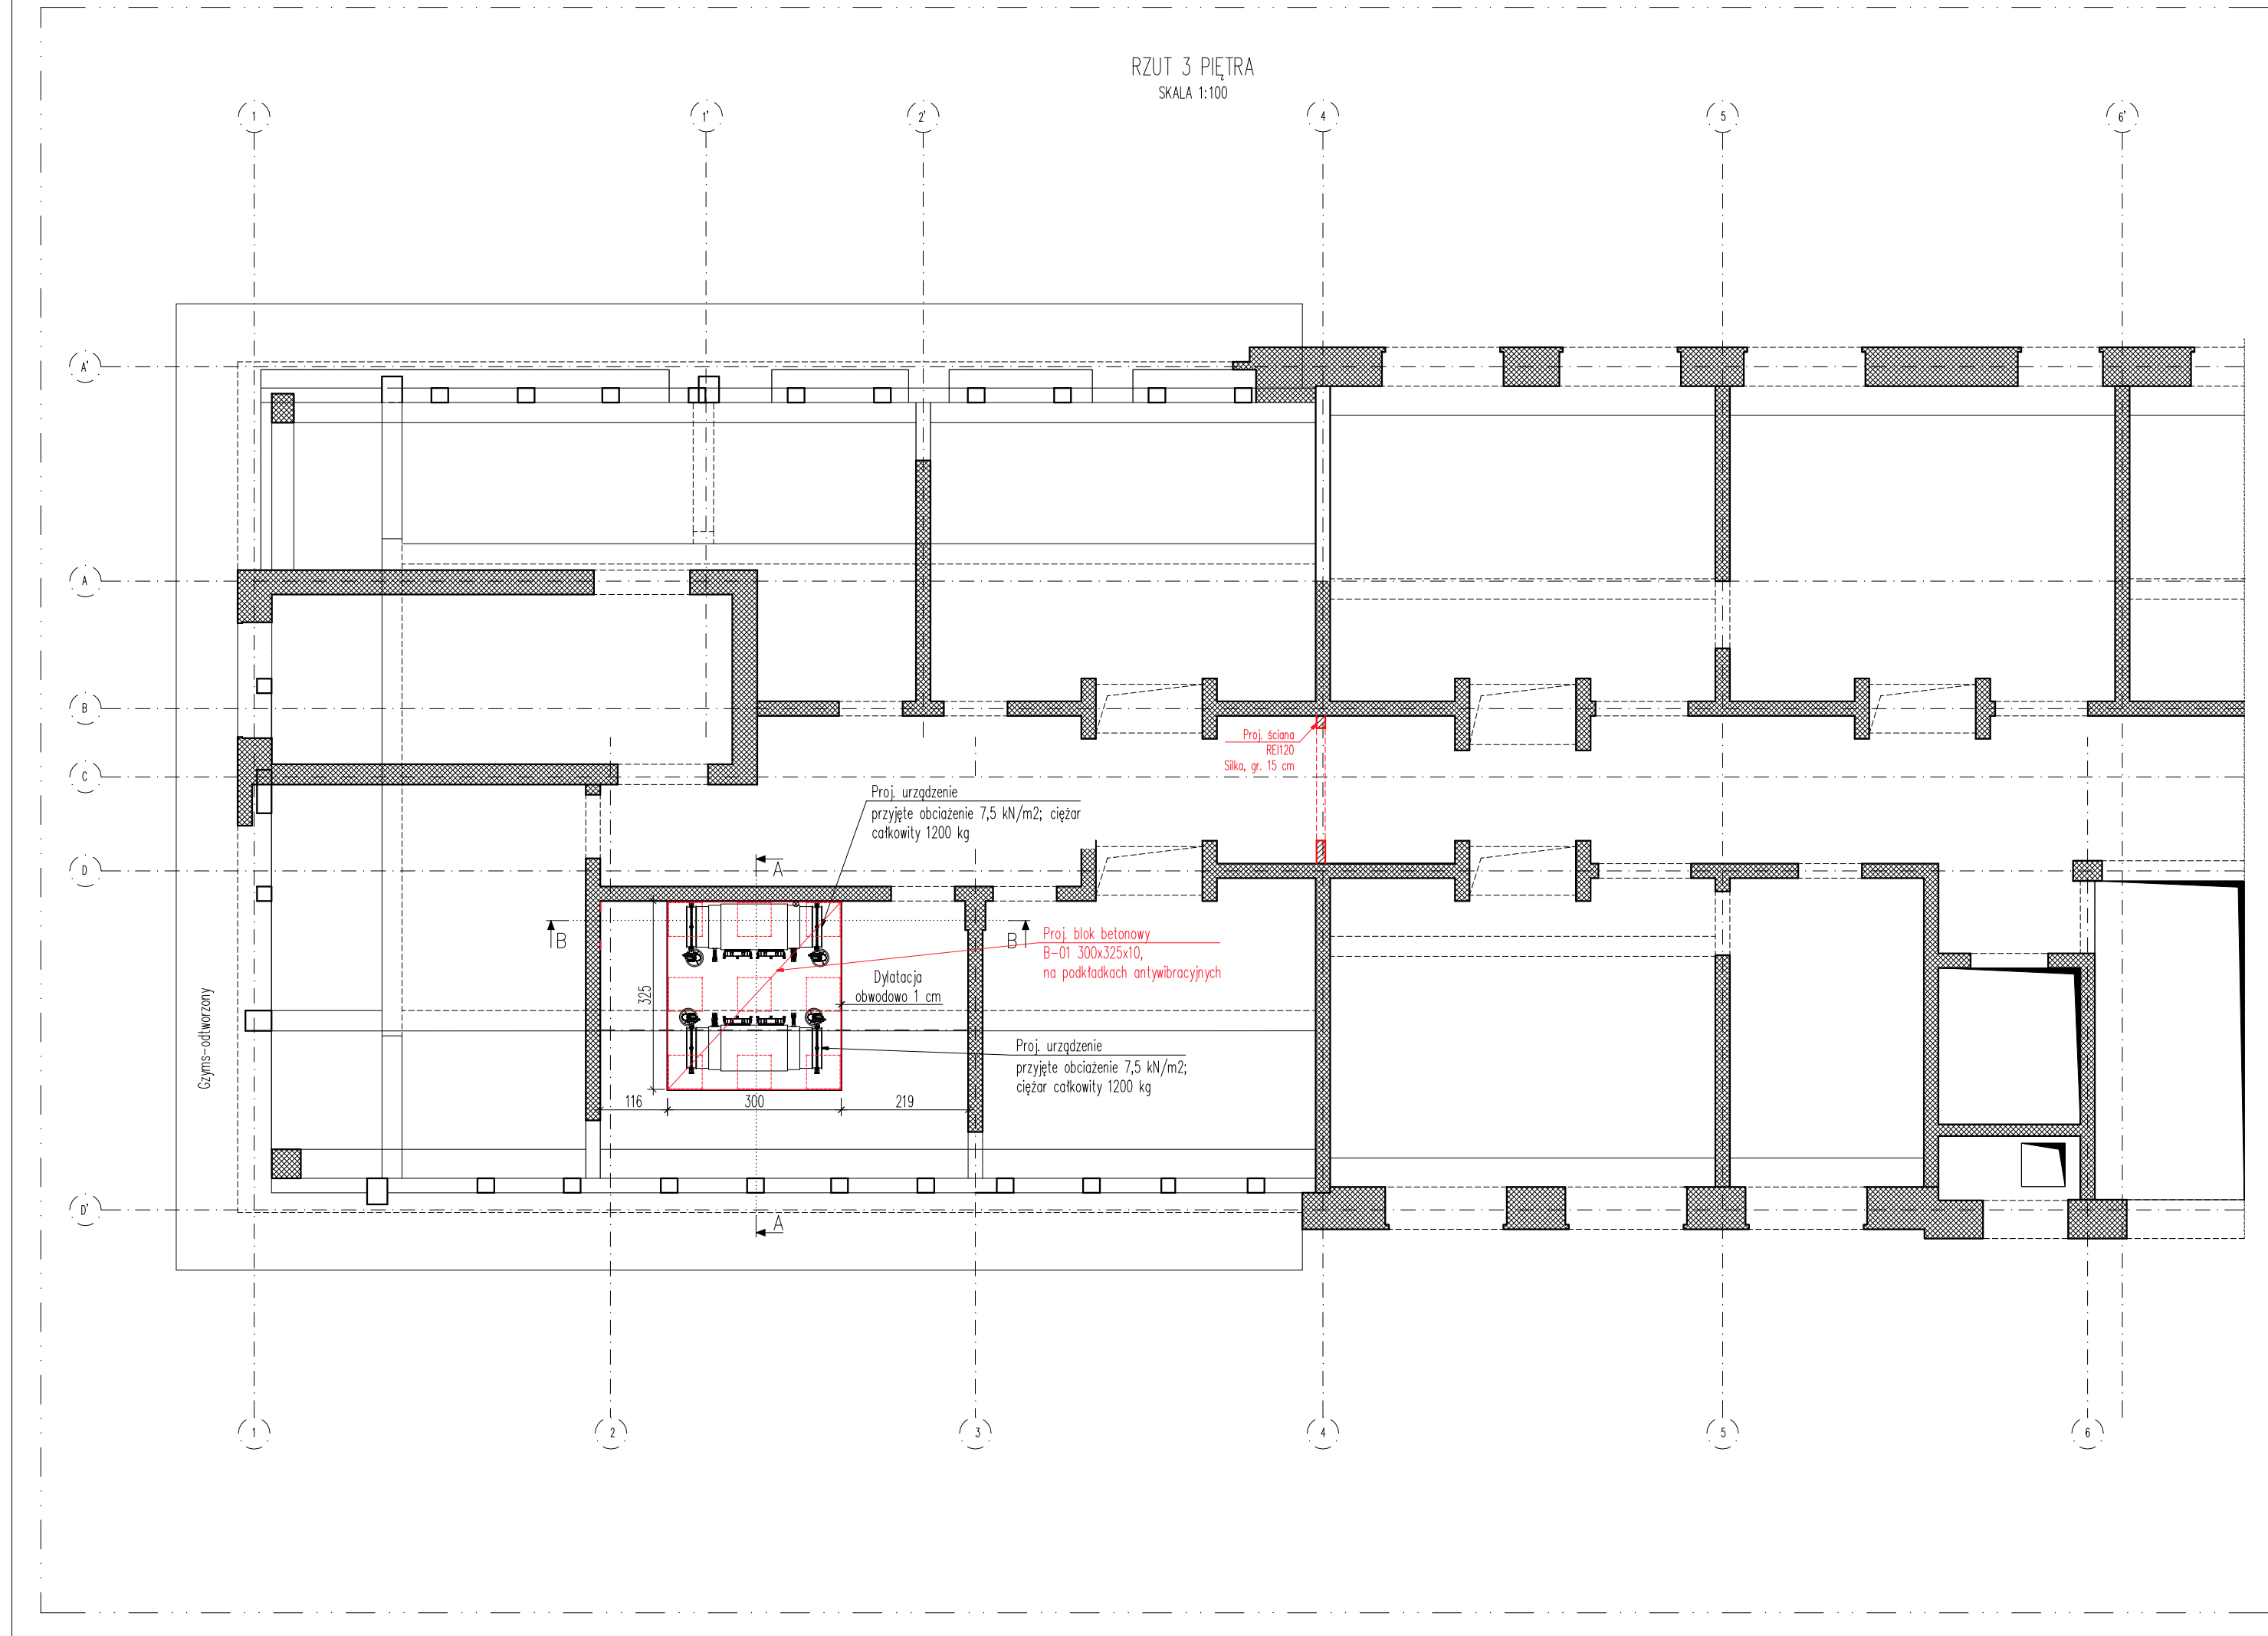 RZUT 3 PIĘTRA
SKALA 1:100
1
1'
2'
4
5
6'
A'
A
B
C
D
D'
Proj. ściana
REI120
Silka, gr. 15 cm
Proj. urządzenie
przyjęte obciażenie 7,5 kN/m2; ciężar
całkowity 1200 kg
A
B
B
Proj. blok betonowy
B-01 300x325x10,
na podkładkach antywibracyjnych
Dylatacja
obwodowo 1 cm
325
Gzyms-odtworzony
Proj. urządzenie
przyjęte obciażenie 7,5 kN/m2;
ciężar całkowity 1200 kg
116
300
219
A
1
2
3
4
5
6